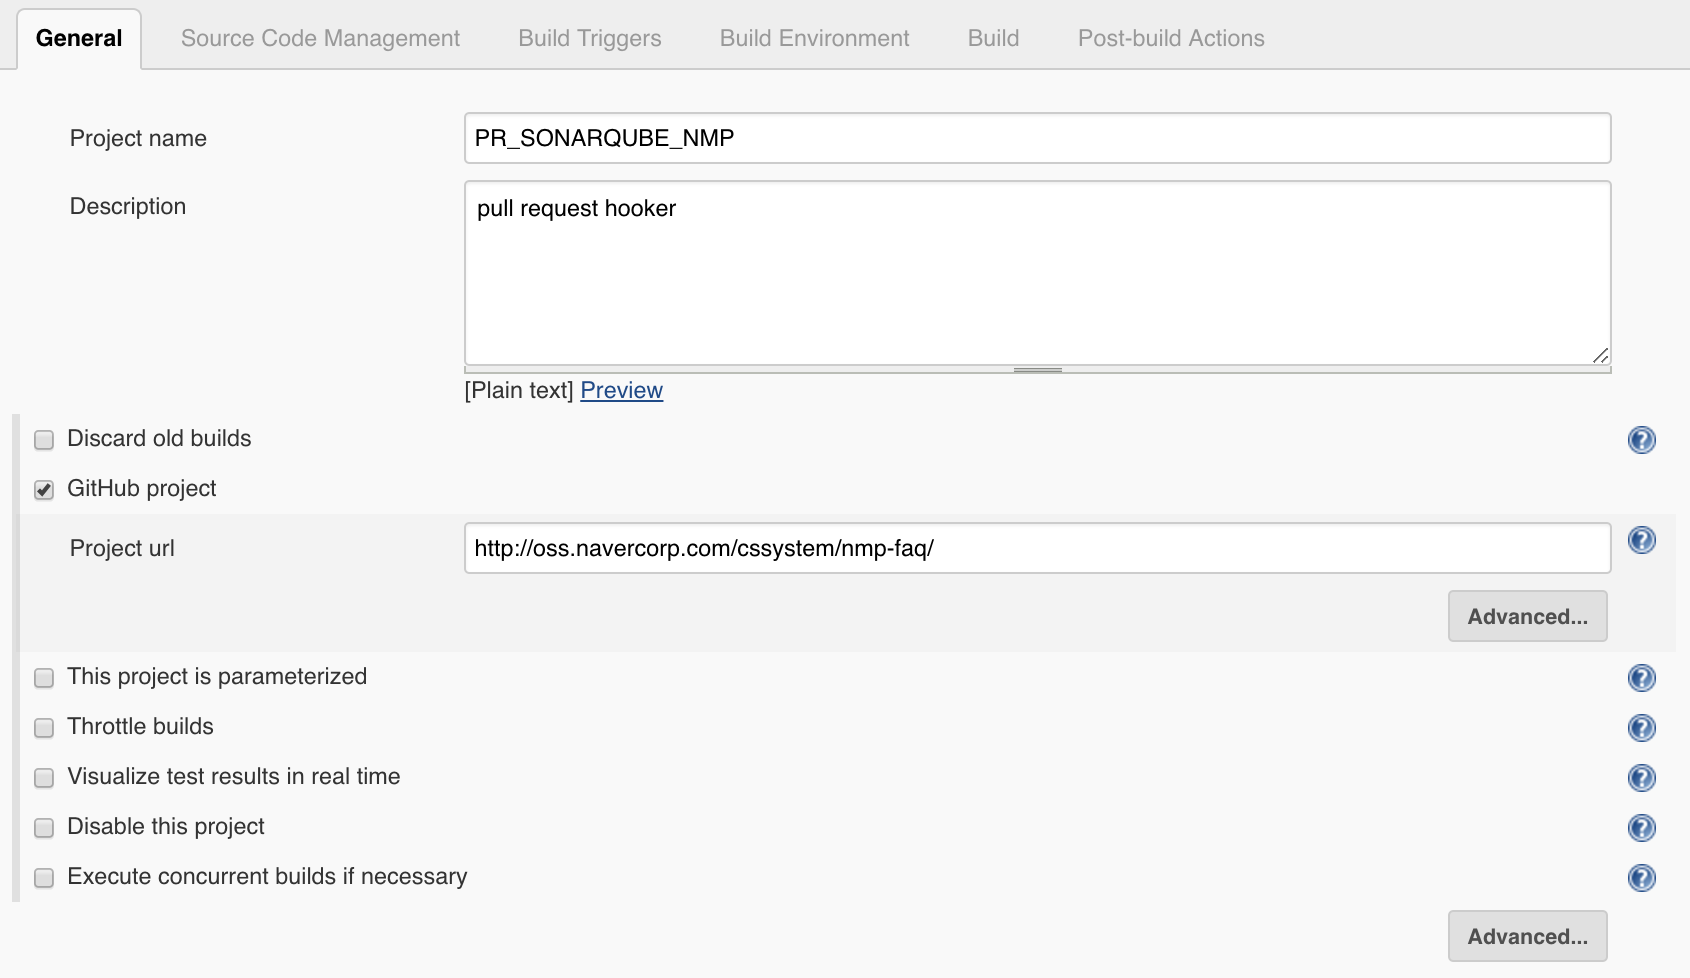 General Source Code Management Build Triggers Build Environment Build Post-build Actions
Project name PR_SONARQUBE_NMP
Description pull request hooker
[Plain text] Preview
Discard old builds ?
GitHub project
Project url http://oss.navercorp.com/cssystem/nmp-faq/ ?
Advanced...
This project is parameterized ?
Throttle builds ?
Visualize test results in real time ?
Disable this project ?
Execute concurrent builds if necessary ?
Advanced...